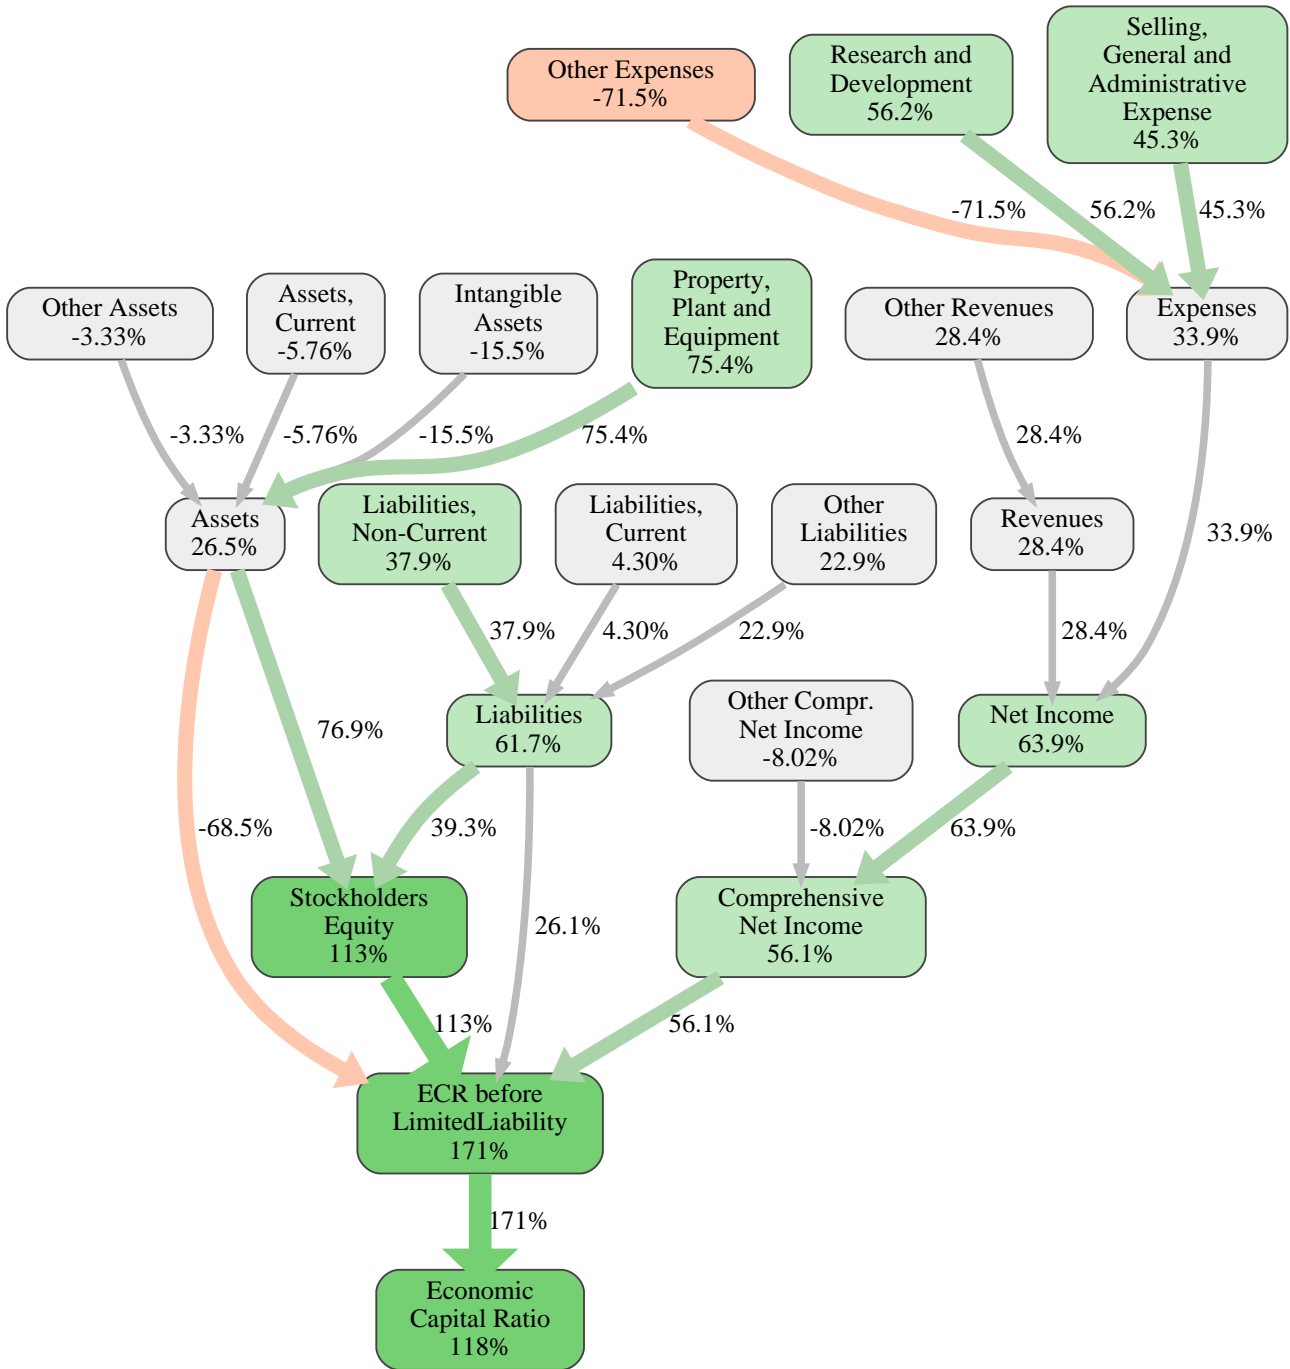 Selling,
General and
Administrative
Expense
45.3%
Research and
Development
56.2%
Other Expenses
-71.5%
-71.5%
56.2%
45.3%
Other Assets
-3.33%
Assets,
Current
-5.76%
Intangible
Assets
-15.5%
Property,
Plant and
Equipment
75.4%
Other Revenues
28.4%
Expenses
33.9%
-3.33%
-5.76%
-15.5%
75.4%
28.4%
33.9%
Assets
26.5%
Liabilities,
Non-Current
37.9%
Liabilities,
Current
4.30%
Other
Liabilities
22.9%
Revenues
28.4%
37.9%
4.30%
22.9%
28.4%
76.9%
Liabilities
61.7%
Other Compr.
Net Income
-8.02%
Net Income
63.9%
-68.5%
39.3%
26.1%
-8.02%
63.9%
Stockholders
Equity
113%
Comprehensive
Net Income
56.1%
113%
56.1%
ECR before
LimitedLiability
171%
171%
Economic
Capital Ratio
118%